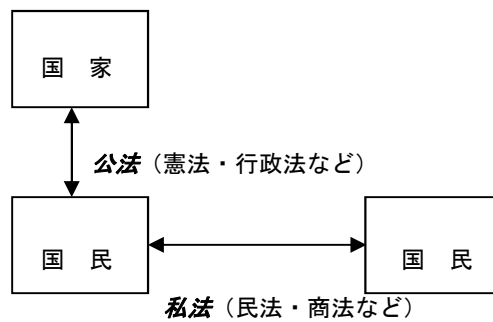 国 家
公法（憲法・行政法など）
国 民
国 民
私法（民法・商法など）